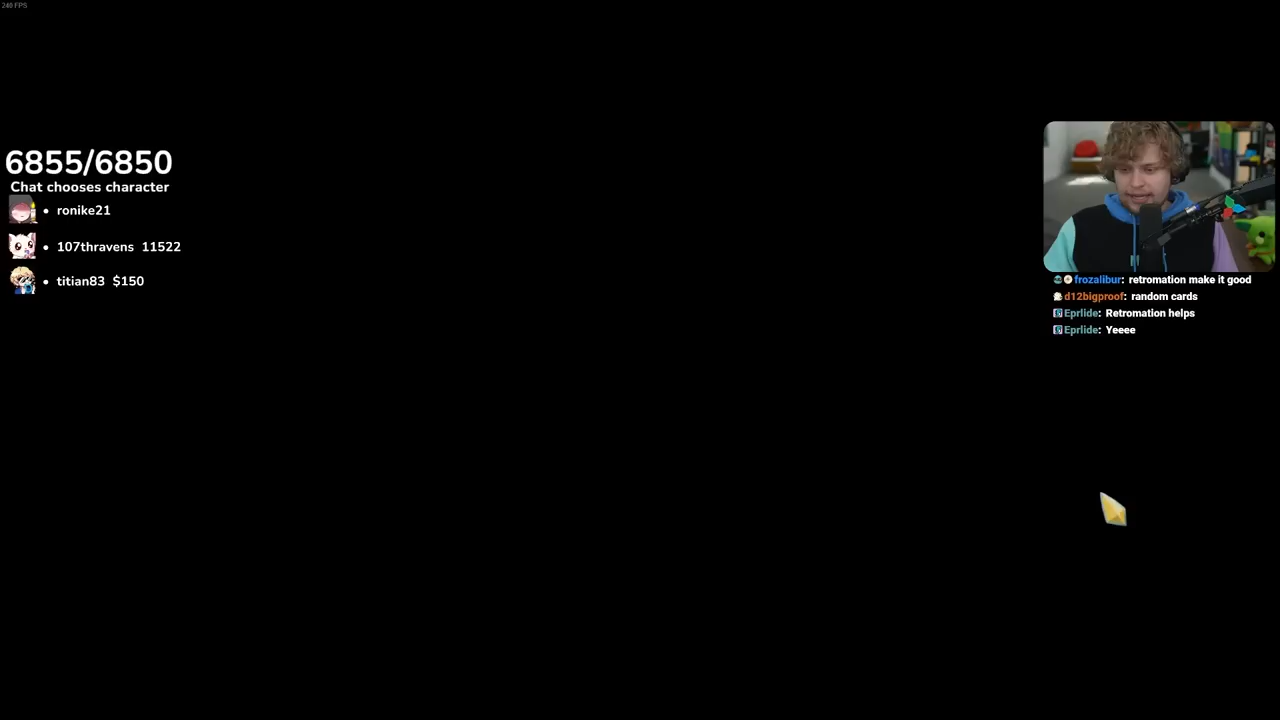 240 FPS
6855/6850
Chat chooses character
• ronike21
• 107thravens 11522
• titian83 $150
frozalibur: retromation make it good
d12bigproof: random cards
Eprlide: Retromation helps
Eprlide: Yeeee